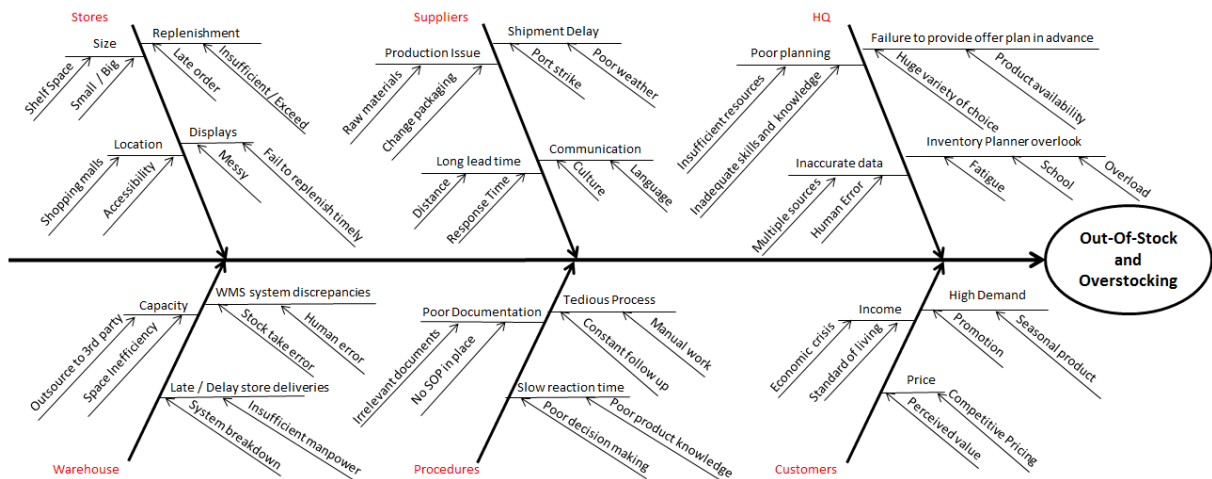 Stores
Size
Shelf Space
Small / Big
Replenishment
Late order
Insufficient/Exceed
Location
Shopping malls
Accessibility
Displays
Messy
Fail to replenish timely
Suppliers
Production Issue
Raw materials
Change packaging
Shipment Delay
Port strike
Poor weather
Long lead time
Distance
Response Time
Communication
Culture
Language
HQ
Poor planning
Insufficient resources
Inadequate skills and knowledge
Failure to provide offer plan in advance
Huge variety of choice
Product availability
Inaccurate data
Multiple sources
Human Error
Inventory Planner overlook
Fatigue
School
Overload
Out-Of-Stock
and
Overstocking
Capacity
Outsource to 3rd party
Space Inefficiency
WMS system discrepancies
Stock take error
Human error
Late / Delay store deliveries
System breakdown
Insufficient manpower
Warehouse
Poor Documentation
Irrelevant documents
No SOP in place
Tedious Process
Constant follow up
Manual work
Slow reaction time
Poor decision making
Poor product knowledge
Procedures
Income
Economic crisis
Standard of living
High Demand
Promotion
Seasonal product
Price
Perceived value
Competitive Pricing
Customers